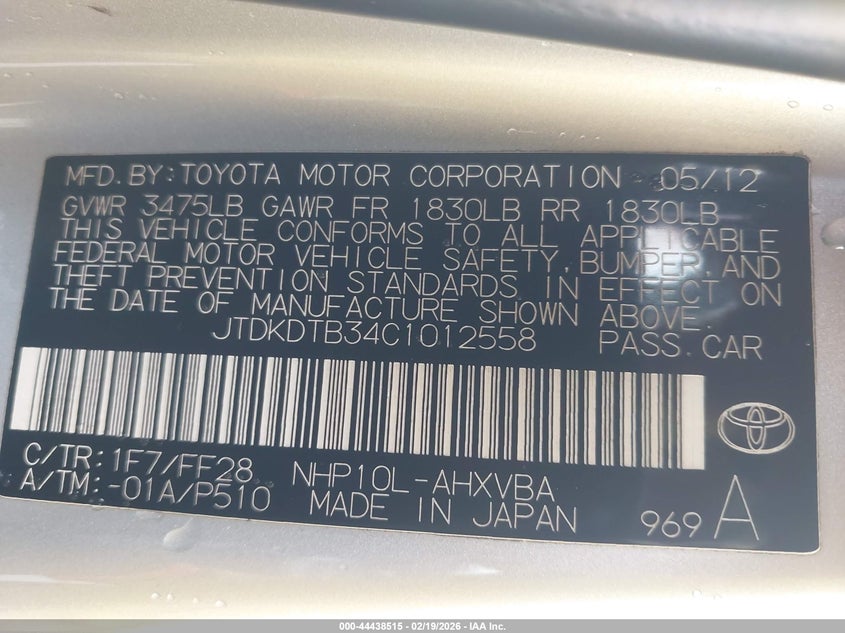 MFD.BY:TOYOTA MOTOR CORPORATION 05/12
GVWR 3475LB GAWR FR 1830LB RR 1830LB
THIS VEHICLE CONFORMS TO ALL APPLICABLE
FEDERAL MOTOR VEHICLE SAFETY,BUMPER,AND
THEFT PREVENTION STANDARDS IN EFFECT ON
THE DATE OF MANUFACTURE SHOWN ABOVE.
JTDKDTB34C1012558 PASS.CAR
C/TR: 1F7/FF28 NHP10L-AHXVBA
A/TM: -01A/P510 MADE IN JAPAN 969 A
000-44438515 - 02/19/2026 - IAA Inc.